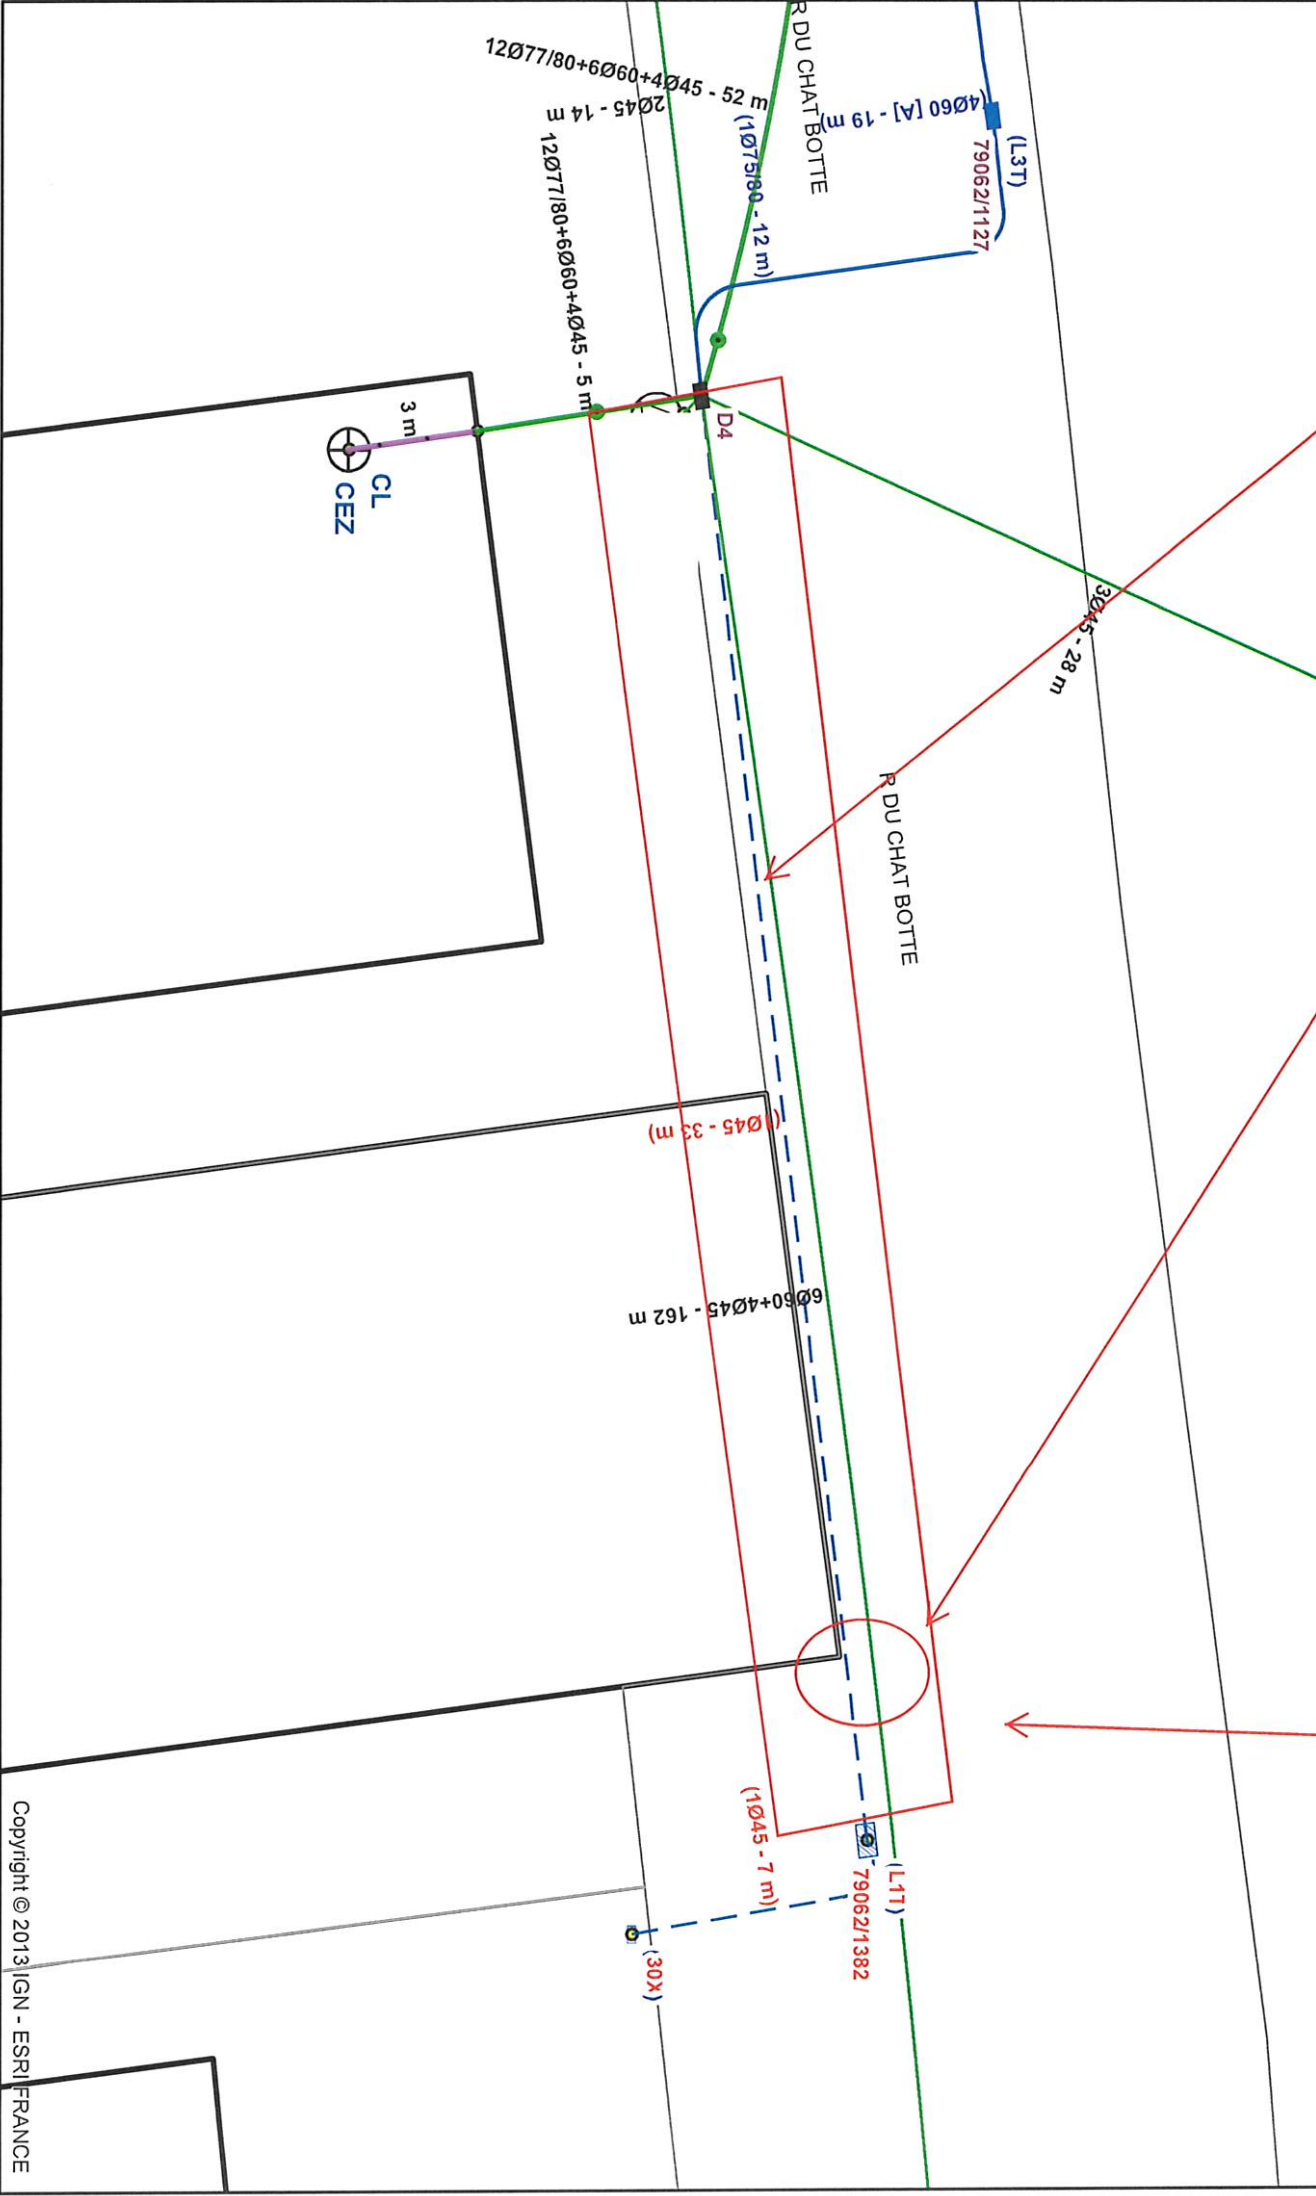 R DU CHAT BOTTE
12Ø77/80+6Ø60+4Ø45 - 52 m
2Ø45 - 14 m
(1Ø75/80 - 12 m)
(4Ø60 [A] - 19 m)
(L3T)
79062/1127
12Ø77/80+6Ø60+4Ø45 - 5 m
D4
3 m
CL
CEZ
3Ø45 - 28 m
R DU CHAT BOTTE
(1Ø45 - 33 m)
6Ø60+4Ø45 - 162 m
(1Ø45 - 7 m)
(L1T)
79062/1382
(30X)
Copyright © 2013 IGN - ESRI FRANCE